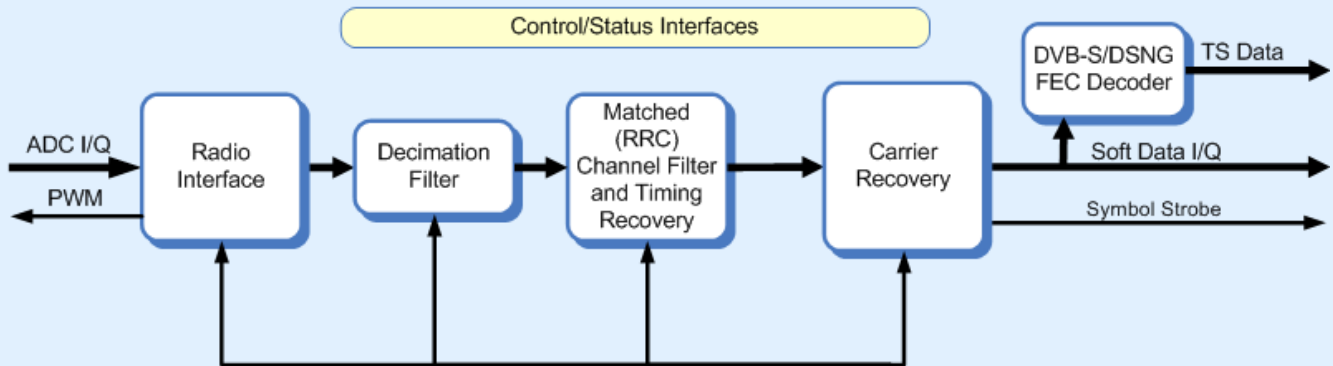 Control/Status Interfaces
DVB-S/DSNG
FEC Decoder
TS Data
ADC I/Q
PWM
Radio
Interface
Decimation
Filter
Matched
(RRC)
Channel Filter
and Timing
Recovery
Carrier
Recovery
Soft Data I/Q
Symbol Strobe